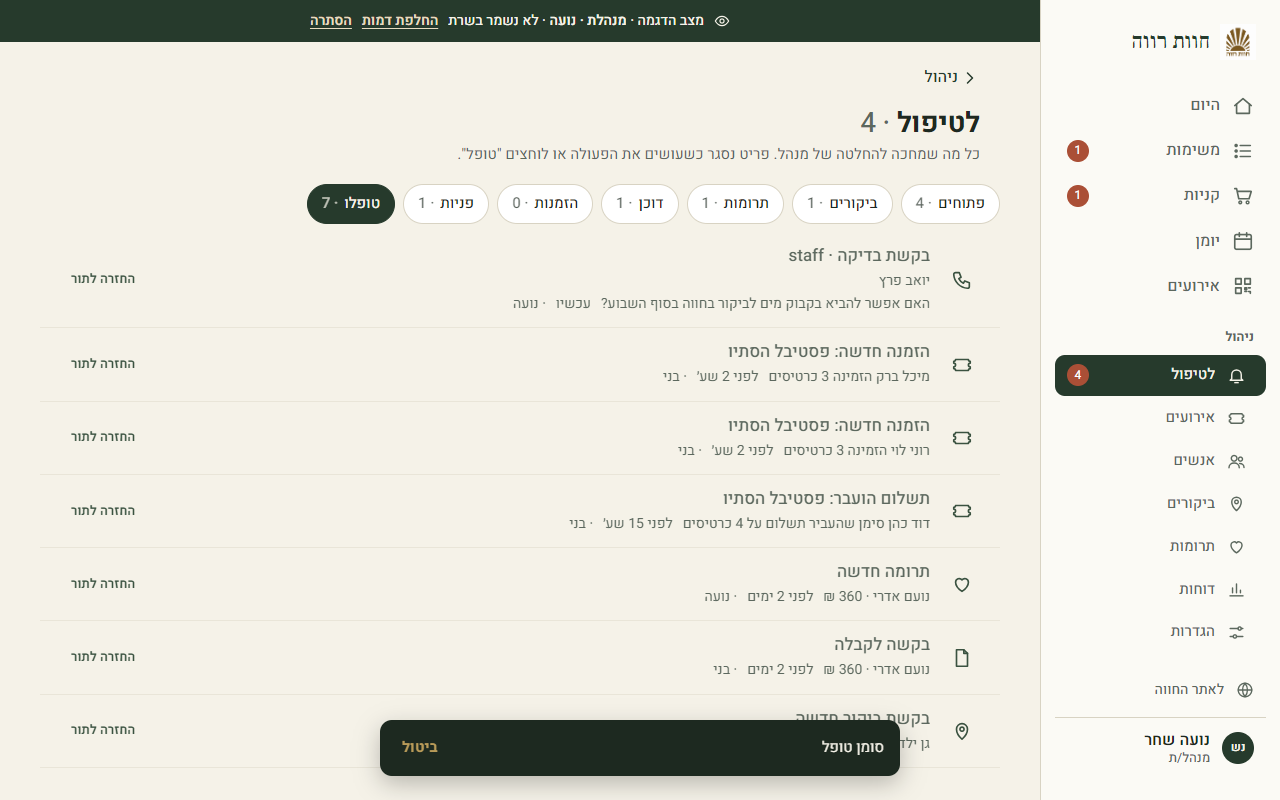 מצב הדגמה · מנהלת · נועה · לא נשמר בשרת החלפת דמות הסתרה
חוות רווה
היום
משימות 1
קניות 1
יומן
אירועים
ניהול
לטיפול 4
אירועים
אנשים
ביקורים
תרומות
דוחות
הגדרות
לאתר החווה
נש
נועה שחר
מנהל/ת
ניהול
לטיפול · 4
כל מה שמחכה להחלטה של מנהל. פריט נסגר כשעושים את הפעולה או לוחצים "טופל".
פתוחים · 4
ביקורים · 1
תרומות · 1
דוכן · 1
הזמנות · 0
פניות · 1
טופלו · 7
בקשת בדיקה · staff
יואב פרץ
האם אפשר להביא בקבוק מים לביקור בחווה בסוף השבוע? עכשיו · נועה
החזרה לתור
הזמנה חדשה: פסטיבל הסתיו
מיכל ברק הזמינה 3 כרטיסים לפני 2 שע׳ · בני
החזרה לתור
הזמנה חדשה: פסטיבל הסתיו
רוני לוי הזמינה 3 כרטיסים לפני 2 שע׳ · בני
החזרה לתור
תשלום הועבר: פסטיבל הסתיו
דוד כהן סימן שהעביר תשלום על 4 כרטיסים לפני 15 שע׳ · בני
החזרה לתור
תרומה חדשה
נועם אדרי · 360 ₪ לפני 2 ימים · נועה
החזרה לתור
בקשה לקבלה
נועם אדרי · 360 ₪ לפני 2 ימים · בני
החזרה לתור
בקשת ביקור חדשה
גן ילד
החזרה לתור
סומן טופל
ביטול